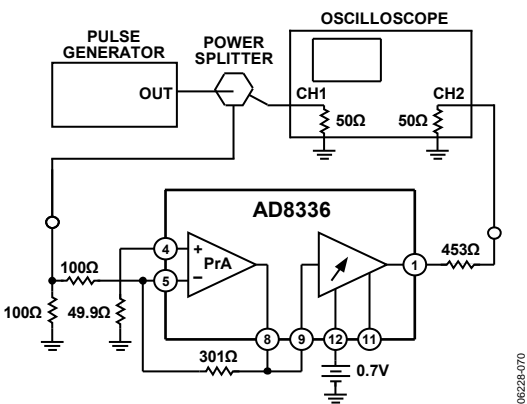 OSCILLOSCOPE
PULSE
GENERATOR
POWER
SPLITTER
OUT
CH1
CH2
50Ω
50Ω
AD8336
4
+
PrA
5
−
1
453Ω
100Ω
100Ω
49.9Ω
8
9
12
11
301Ω
0.7V
06228-070